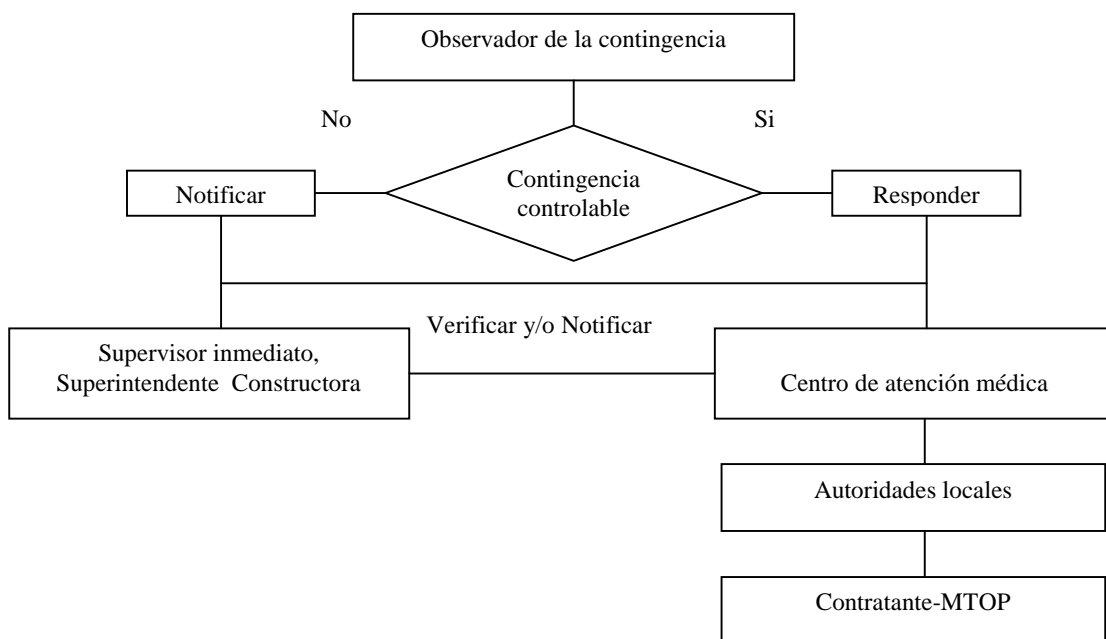 Observador de la contingencia
No
Si
Contingencia
controlable
Notificar
Responder
Verificar y/o Notificar
Supervisor inmediato,
Superintendente Constructora
Centro de atención médica
Autoridades locales
Contratante-MTOP